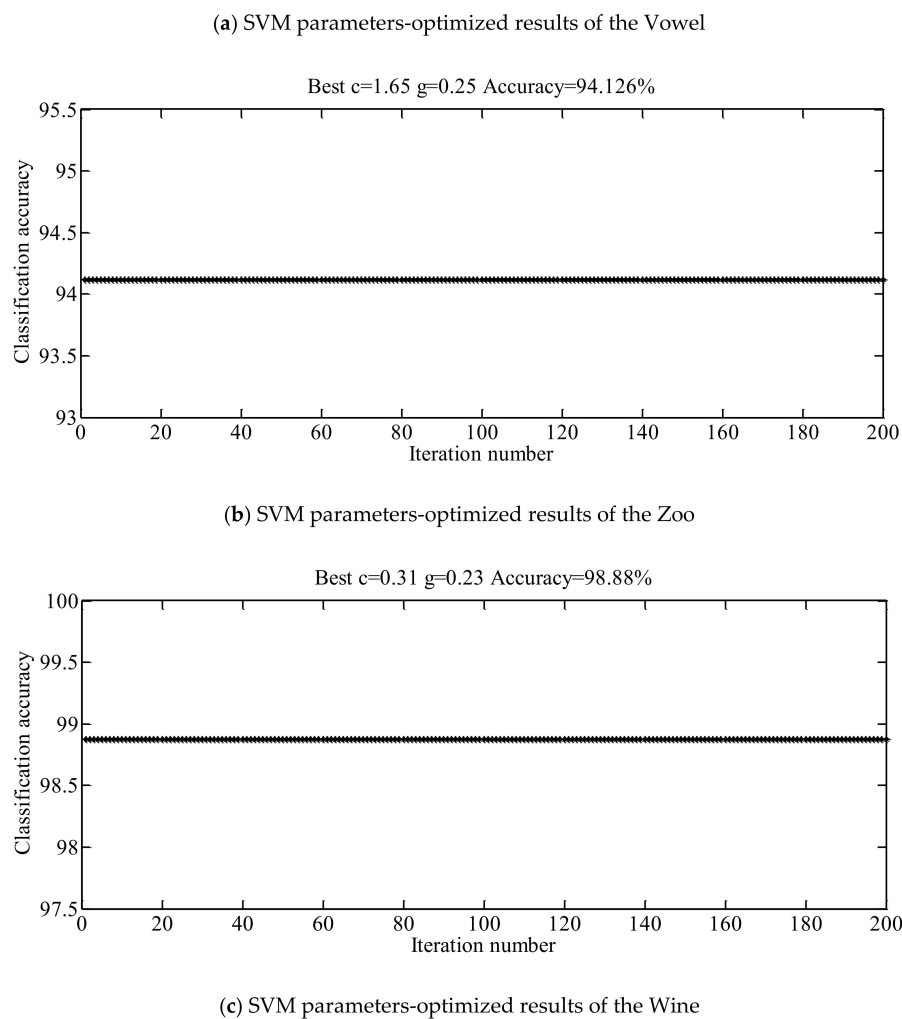 (a) SVM parameters-optimized results of the Vowel
Best c=1.65 g=0.25 Accuracy=94.126%
95.5
95
94.5
94
93.5
93
Classification accuracy
0 20 40 60 80 100 120 140 160 180 200
Iteration number
(b) SVM parameters-optimized results of the Zoo
Best c=0.31 g=0.23 Accuracy=98.88%
100
99.5
99
98.5
98
97.5
Classification accuracy
0 20 40 60 80 100 120 140 160 180 200
Iteration number
(c) SVM parameters-optimized results of the Wine